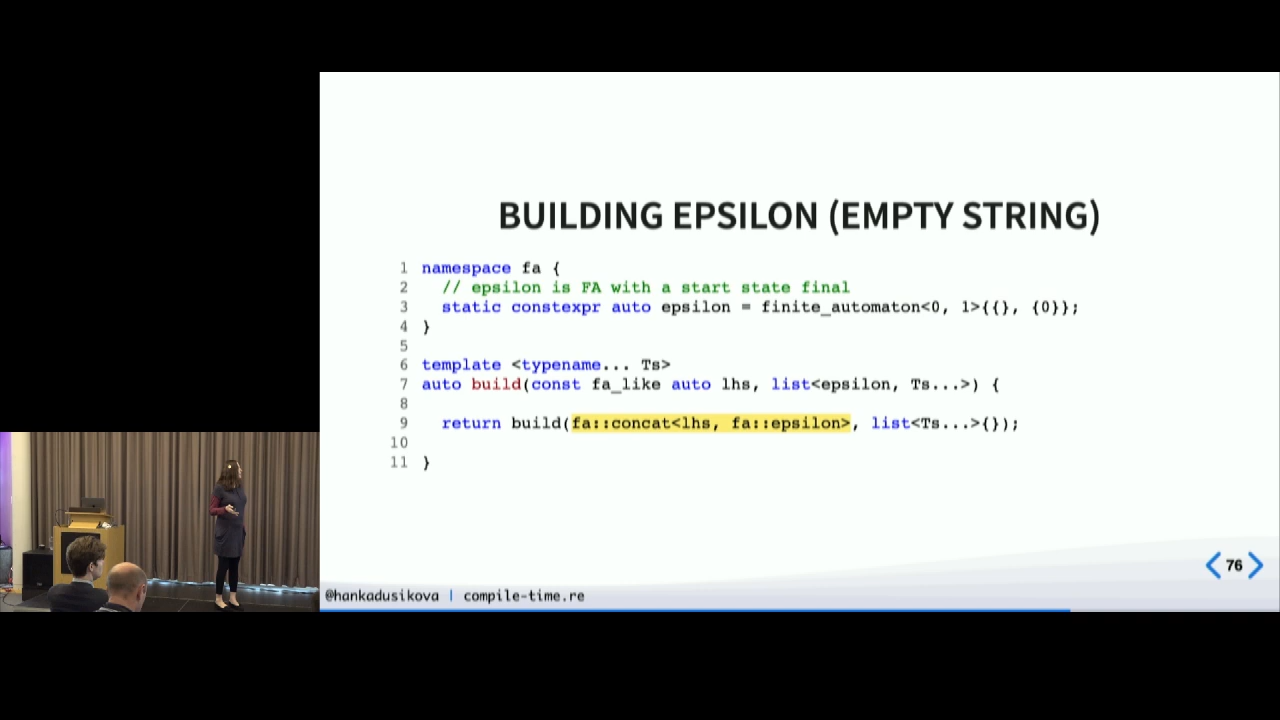 BUILDING EPSILON (EMPTY STRING)
1 namespace fa {
2 // epsilon is FA with a start state final
3 static constexpr auto epsilon = finite_automaton<0, 1>{{}, {0}};
4 }
5
6 template <typename... Ts>
7 auto build(const fa_like auto lhs, list<epsilon, Ts...>) {
8
9 return build(fa::concat<lhs, fa::epsilon>, list<Ts...>{});
10
11 }
76
@hankadusikova | compile-time.re